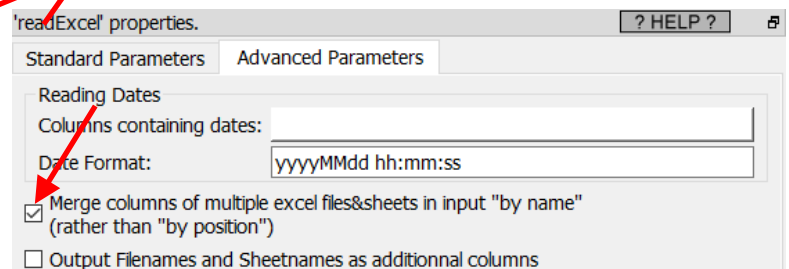 'readExcel' properties. ? HELP ?
Standard Parameters Advanced Parameters
Reading Dates
Columns containing dates:
Date Format: yyyyMMdd hh:mm:ss
Merge columns of multiple excel files&sheets in input "by name"
(rather than "by position")
Output Filenames and Sheetnames as additionnal columns